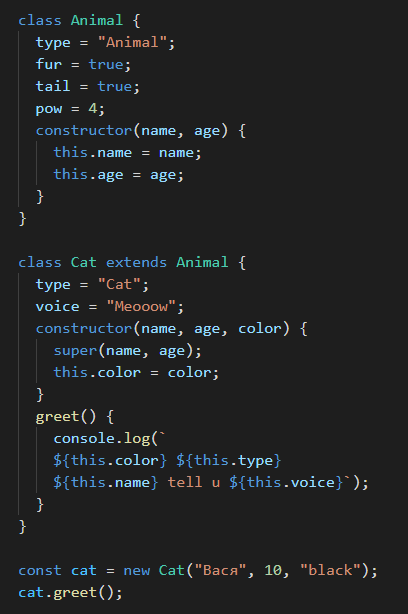 class Animal {
type = "Animal";
fur = true;
tail = true;
pow = 4;
constructor(name, age) {
this.name = name;
this.age = age;
}
}
class Cat extends Animal {
type = "Cat";
voice = "Meooow";
constructor(name, age, color) {
super(name, age);
this.color = color;
}
greet() {
console.log(`
${this.color} ${this.type}
${this.name} tell u ${this.voice}`);
}
}
const cat = new Cat("Вася", 10, "black");
cat.greet();